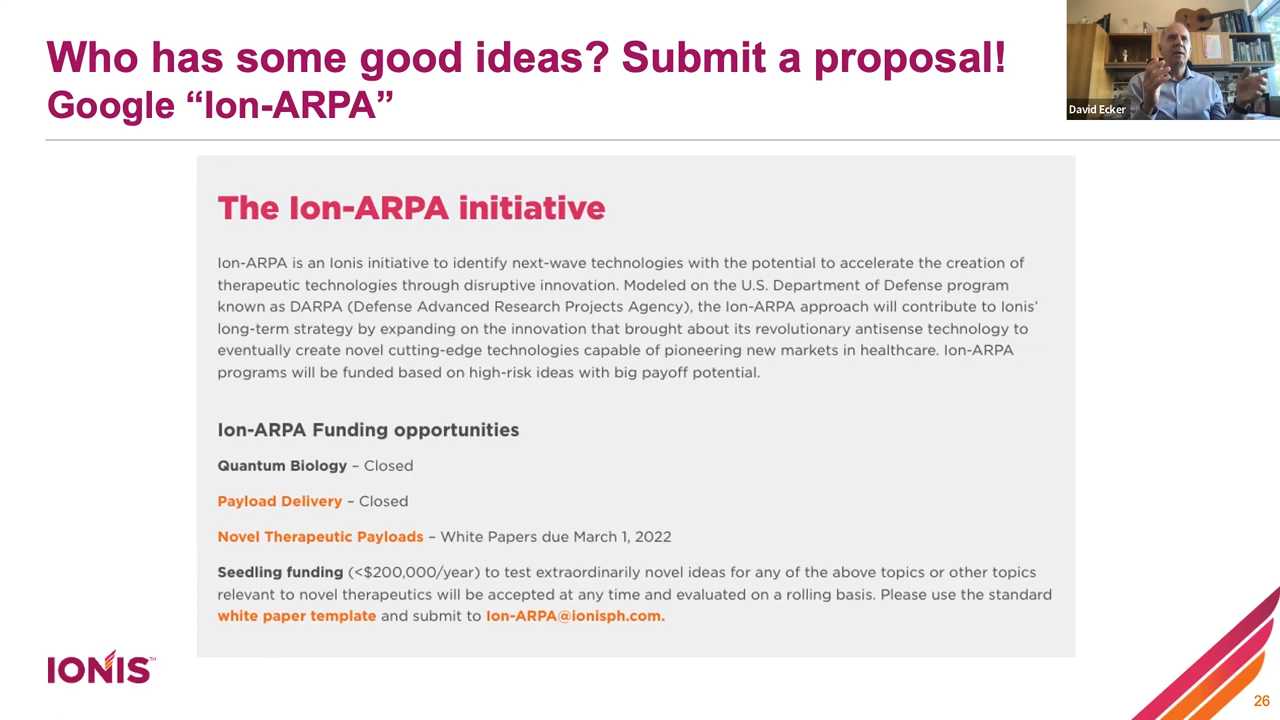 Who has some good ideas? Submit a proposal!
Google “Ion-ARPA”
David Ecker
The Ion-ARPA initiative
Ion-ARPA is an Ionis initiative to identify next-wave technologies with the potential to accelerate the creation of
therapeutic technologies through disruptive innovation. Modeled on the U.S. Department of Defense program
known as DARPA (Defense Advanced Research Projects Agency), the Ion-ARPA approach will contribute to Ionis’
long-term strategy by expanding on the innovation that brought about its revolutionary antisense technology to
eventually create novel cutting-edge technologies capable of pioneering new markets in healthcare. Ion-ARPA
programs will be funded based on high-risk ideas with big payoff potential.
Ion-ARPA Funding opportunities
Quantum Biology – Closed
Payload Delivery – Closed
Novel Therapeutic Payloads – White Papers due March 1, 2022
Seedling funding (<$200,000/year) to test extraordinarily novel ideas for any of the above topics or other topics
relevant to novel therapeutics will be accepted at any time and evaluated on a rolling basis. Please use the standard
white paper template and submit to Ion-ARPA@ionisph.com.
IONIS™
26